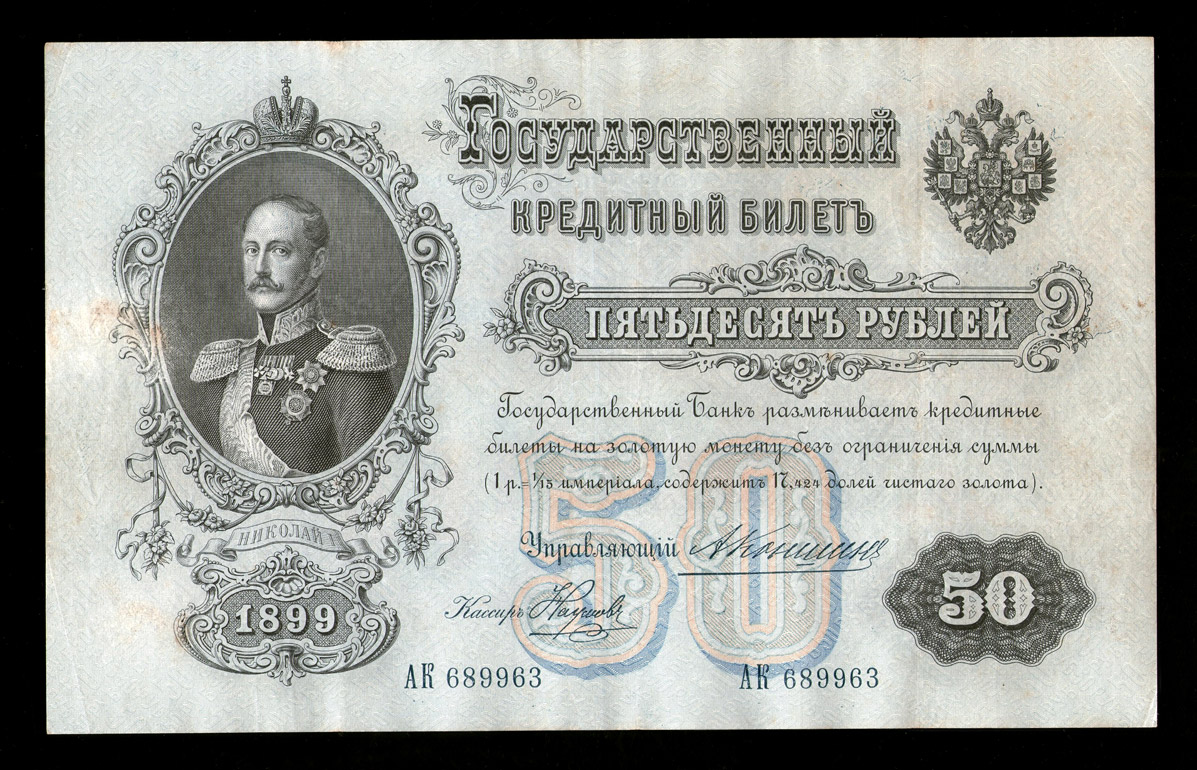 Государственный
кредитный билетъ
ПЯТЬДЕСЯТЪ РУБЛЕЙ
Государственный Банкъ размѣниваетъ кредитные
билеты на золотую монету безъ ограниченія суммы
(1 р.=1/15 имперіала, содержитъ 17,424 долей чистаго золота).
НИКОЛАЙ I
Управляющій АКоншинъ
50
1899
Кассиръ
50
АК 689963 АК 689963